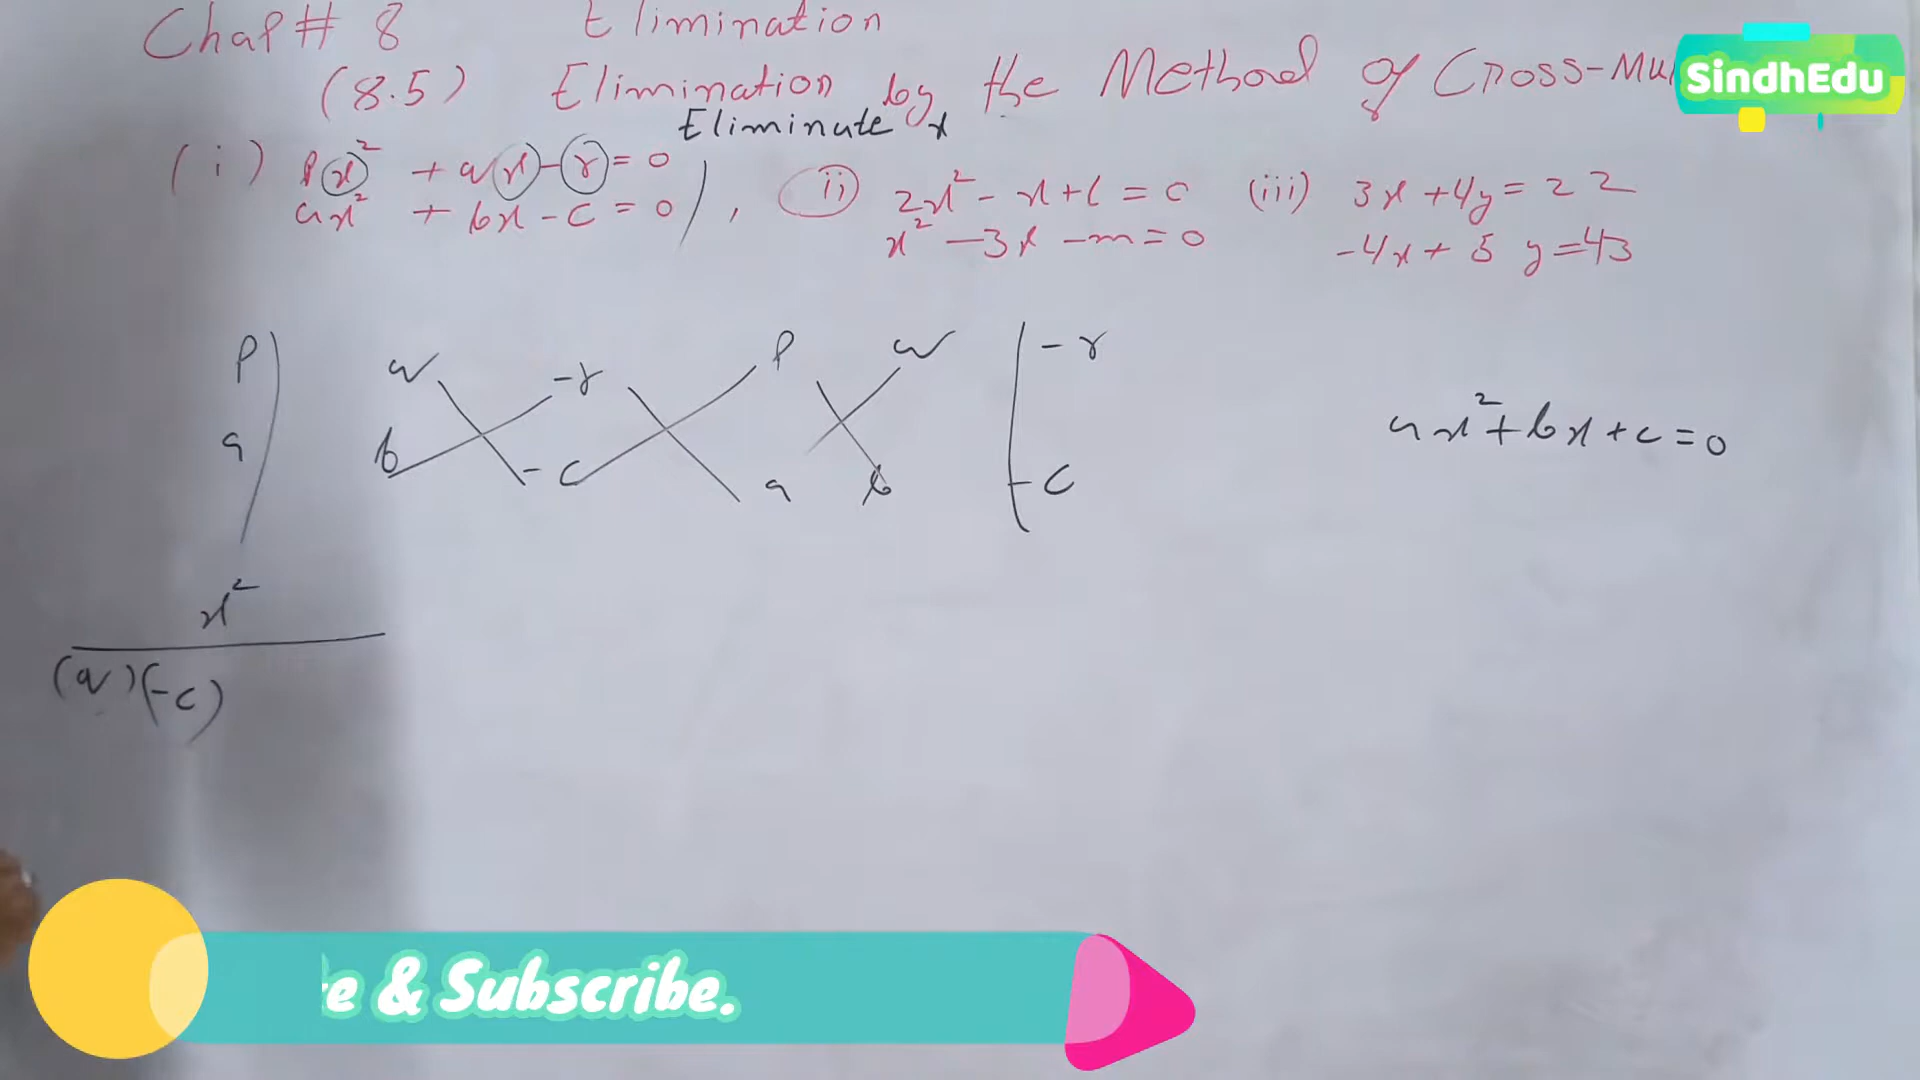 Chap # 8 Elimination
(8.5) Elimination by the Method of Cross-Mul
SindhEdu
Eliminate x
(i) px² + qx - r = 0
ax² + bx - c = 0 ,
(ii) 2x² - x + l = 0
x² - 3x - m = 0
(iii) 3x + 4y = 22
-4x + 5y = 43
p q -r p q -r
a b -c a b -c
ax² + bx + c = 0
x²
(q)(-c)
e & Subscribe.